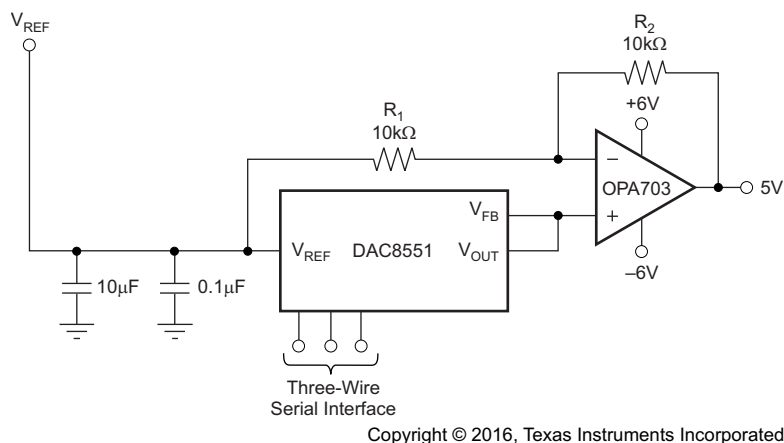 V_REF
R_2
10kΩ
R_1
10kΩ
+6V
−
OPA703
5V
+
–6V
V_FB
V_REF
DAC8551
V_OUT
10μF
0.1μF
Three-Wire
Serial Interface
Copyright © 2016, Texas Instruments Incorporated